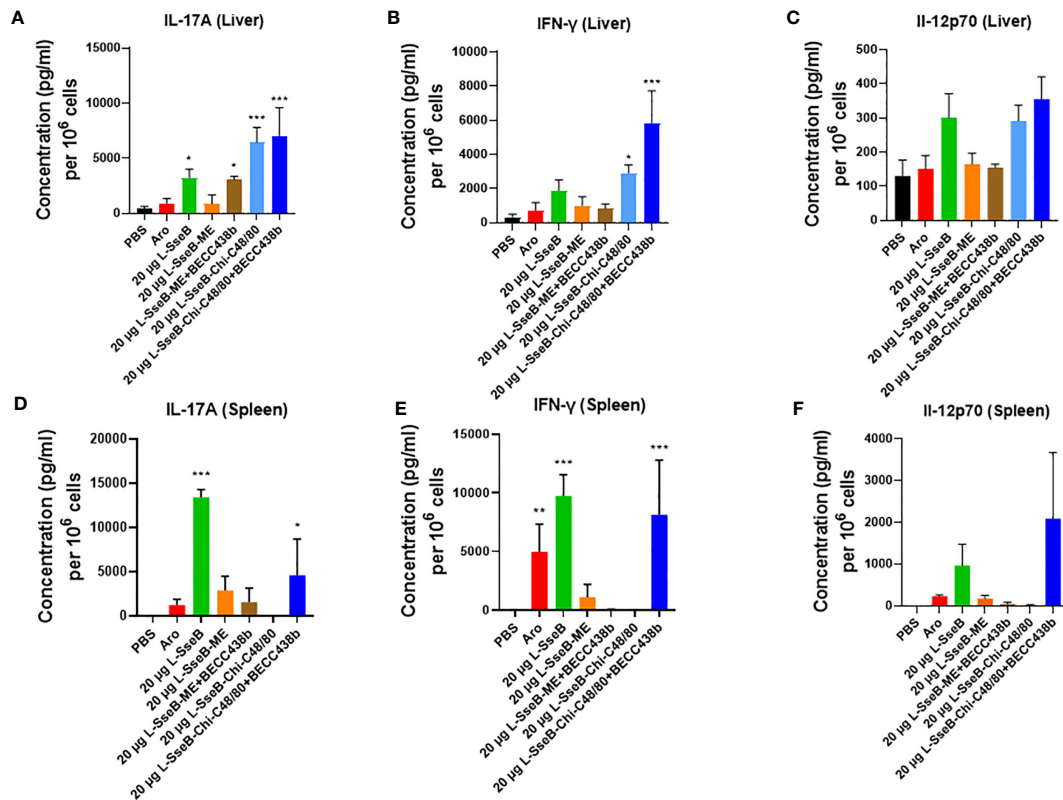 A
IL-17A (Liver)
Concentration (pg/ml)
per 10⁶ cells
15000
10000
5000
0
*
*
***
***
PBS
Aro
20 µg L-SseB
20 µg L-SseB-ME
20 µg L-SseB-ME+BECC438b
20 µg L-SseB-Chi-C48/80
20 µg L-SseB-Chi-C48/80+BECC438b
B
IFN-γ (Liver)
Concentration (pg/ml)
per 10⁶ cells
10000
8000
6000
4000
2000
0
*
***
PBS
Aro
20 µg L-SseB
20 µg L-SseB-ME
20 µg L-SseB-ME+BECC438b
20 µg L-SseB-Chi-C48/80
20 µg L-SseB-Chi-C48/80+BECC438b
C
Il-12p70 (Liver)
Concentration (pg/ml)
per 10⁶ cells
500
400
300
200
100
0
PBS
Aro
20 µg L-SseB
20 µg L-SseB-ME
20 µg L-SseB-ME+BECC438b
20 µg L-SseB-Chi-C48/80
20 µg L-SseB-Chi-C48/80+BECC438b
D
IL-17A (Spleen)
Concentration (pg/ml)
per 10⁶ cells
20000
15000
10000
5000
0
***
*
PBS
Aro
20 µg L-SseB
20 µg L-SseB-ME
20 µg L-SseB-ME+BECC438b
20 µg L-SseB-Chi-C48/80
20 µg L-SseB-Chi-C48/80+BECC438b
E
IFN-γ (Spleen)
Concentration (pg/ml)
per 10⁶ cells
15000
10000
5000
0
**
***
***
PBS
Aro
20 µg L-SseB
20 µg L-SseB-ME
20 µg L-SseB-ME+BECC438b
20 µg L-SseB-Chi-C48/80
20 µg L-SseB-Chi-C48/80+BECC438b
F
Il-12p70 (Spleen)
Concentration (pg/ml)
per 10⁶ cells
4000
3000
2000
1000
0
PBS
Aro
20 µg L-SseB
20 µg L-SseB-ME
20 µg L-SseB-ME+BECC438b
20 µg L-SseB-Chi-C48/80
20 µg L-SseB-Chi-C48/80+BECC438b